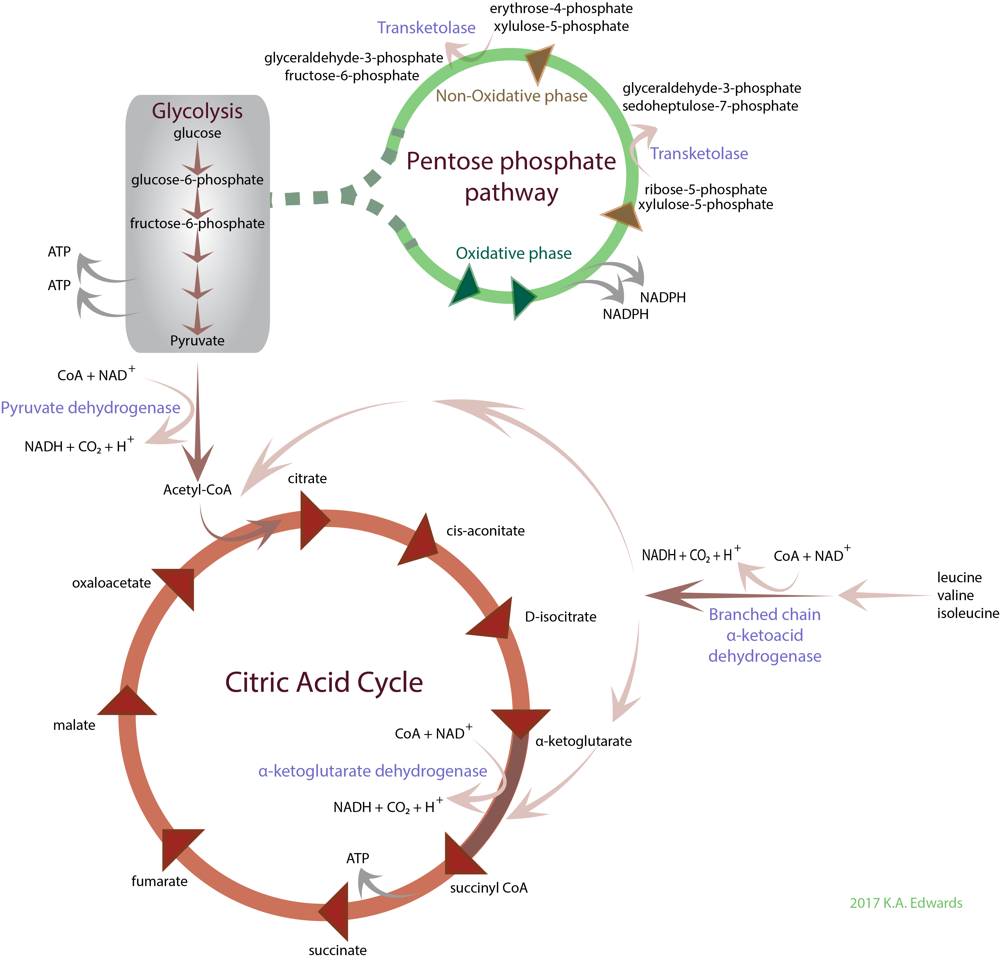 erythrose-4-phosphate
xylulose-5-phosphate
Transketolase
glyceraldehyde-3-phosphate
fructose-6-phosphate
Non-Oxidative phase
glyceraldehyde-3-phosphate
sedoheptulose-7-phosphate
Transketolase
ribose-5-phosphate
xylulose-5-phosphate
Pentose phosphate
pathway
Oxidative phase
NADPH
NADPH
Glycolysis
glucose
glucose-6-phosphate
fructose-6-phosphate
ATP
ATP
Pyruvate
CoA + NAD⁺
Pyruvate dehydrogenase
NADH + CO₂ + H⁺
Acetyl-CoA
citrate
cis-aconitate
D-isocitrate
α-ketoglutarate
succinyl CoA
succinate
fumarate
malate
oxaloacetate
Citric Acid Cycle
CoA + NAD⁺
α-ketoglutarate dehydrogenase
NADH + CO₂ + H⁺
ATP
NADH + CO₂ + H⁺
CoA + NAD⁺
leucine
valine
isoleucine
Branched chain
α-ketoacid
dehydrogenase
2017 K.A. Edwards